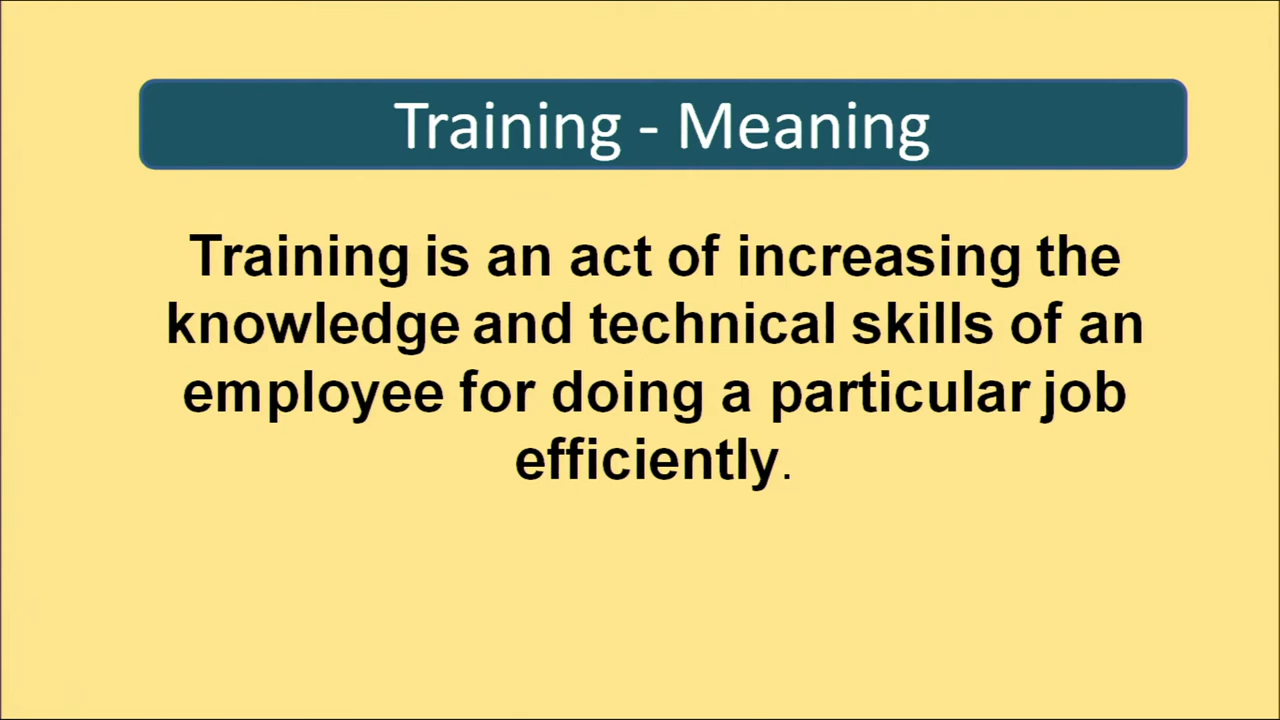 Training - Meaning
Training is an act of increasing the
knowledge and technical skills of an
employee for doing a particular job
efficiently.